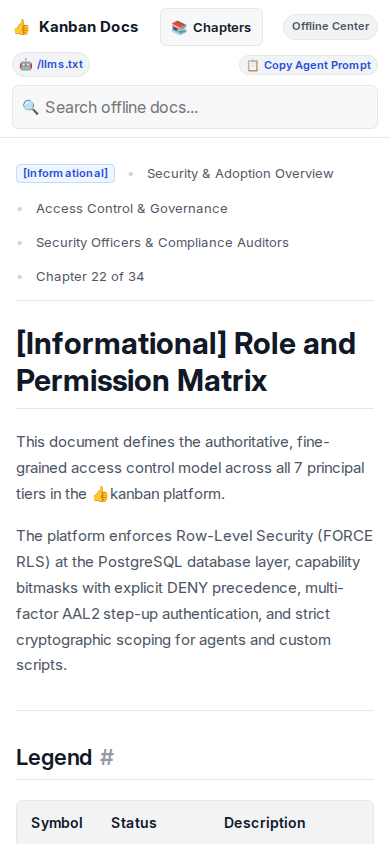 👍 Kanban Docs
📚 Chapters
Offline Center
🤖 /llms.txt
📋 Copy Agent Prompt
🔍 Search offline docs...
[Informational] • Security & Adoption Overview
• Access Control & Governance
• Security Officers & Compliance Auditors
• Chapter 22 of 34
[Informational] Role and
Permission Matrix
This document defines the authoritative, fine-
grained access control model across all 7 principal
tiers in the 👍kanban platform.
The platform enforces Row-Level Security (FORCE
RLS) at the PostgreSQL database layer, capability
bitmasks with explicit DENY precedence, multi-
factor AAL2 step-up authentication, and strict
cryptographic scoping for agents and custom
scripts.
Legend #
Symbol Status Description